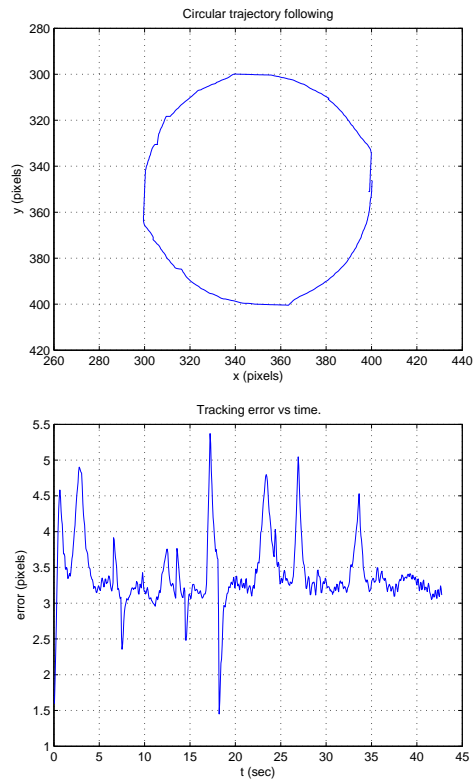 Circular trajectory following
280
300
320
340
360
380
400
420
y (pixels)
260 280 300 320 340 360 380 400 420 440
x (pixels)
Tracking error vs time.
5.5
5
4.5
4
3.5
3
2.5
2
1.5
1
error (pixels)
0 5 10 15 20 25 30 35 40 45
t (sec)